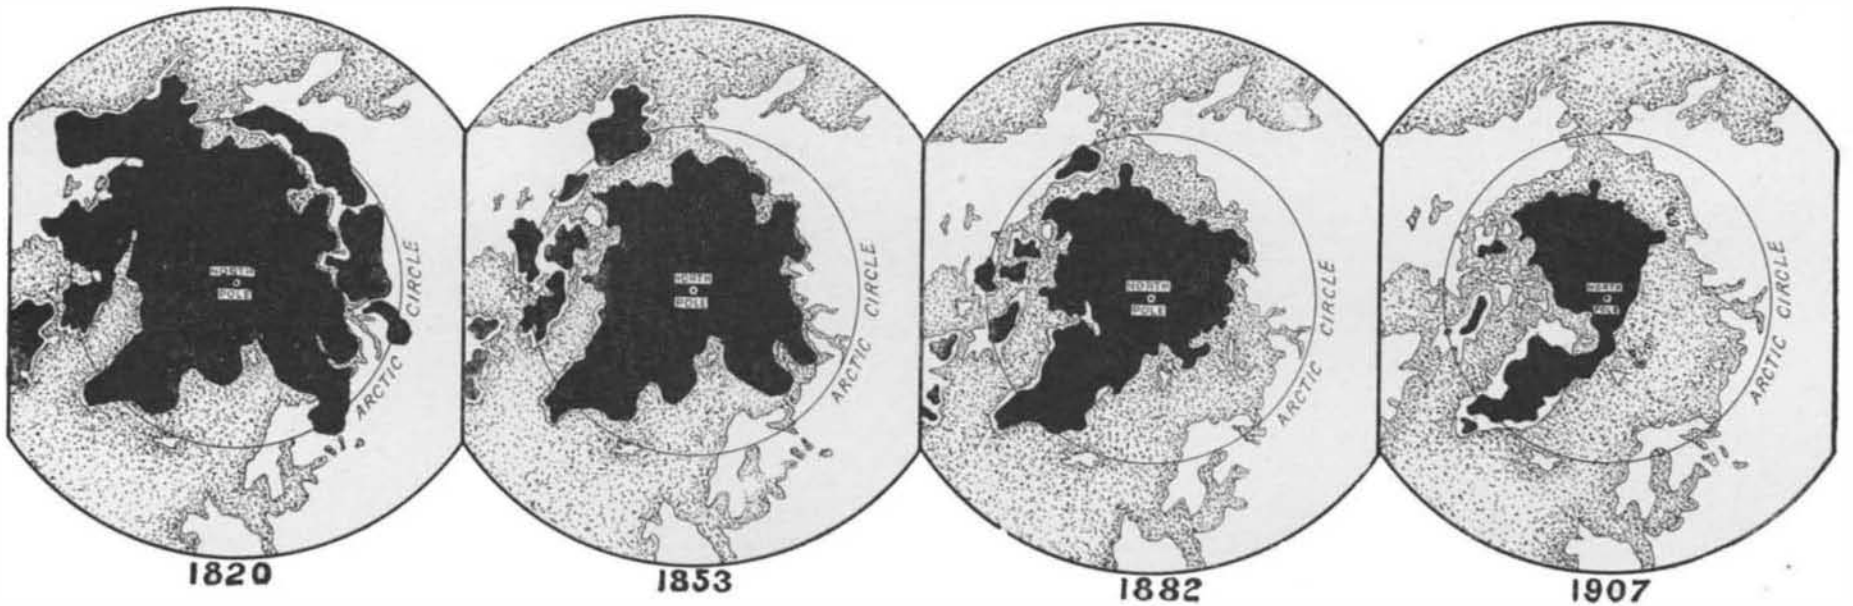 NORTH
POLE
ARCTIC CIRCLE
1820
NORTH
POLE
ARCTIC CIRCLE
1853
NORTH
POLE
ARCTIC CIRCLE
1882
NORTH
POLE
ARCTIC CIRCLE
1907